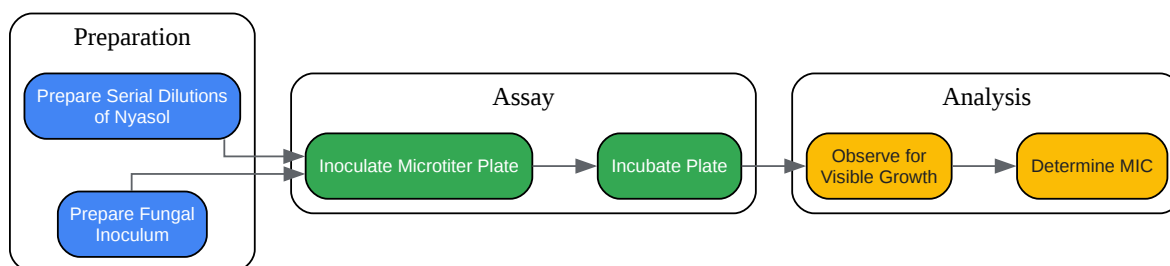 Preparation
Prepare Serial Dilutions
of Nyasol
Prepare Fungal
Inoculum
Assay
Inoculate Microtiter Plate
Incubate Plate
Analysis
Observe for
Visible Growth
Determine MIC